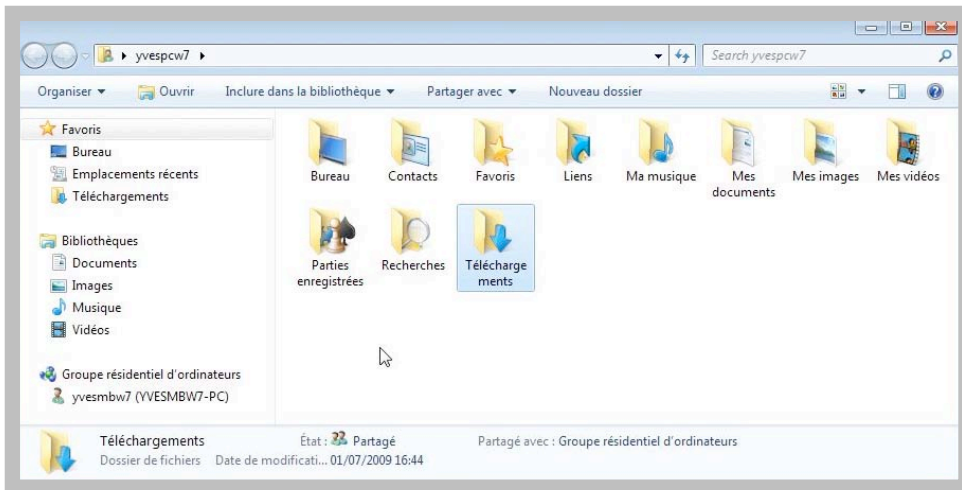 yvespcw7
Search yvespcw7
Organiser Ouvrir Inclure dans la bibliothèque Partager avec Nouveau dossier
Favoris
Bureau
Emplacements récents
Téléchargements
Bibliothèques
Documents
Images
Musique
Vidéos
Groupe résidentiel d'ordinateurs
yvesmbw7 (YVESMBW7-PC)
Bureau Contacts Favoris Liens Ma musique Mes Mes images Mes vidéos
documents
Parties Recherches Télécharge
enregistrées ments
Téléchargements État : Partagé Partagé avec : Groupe résidentiel d'ordinateurs
Dossier de fichiers Date de modificati... 01/07/2009 16:44